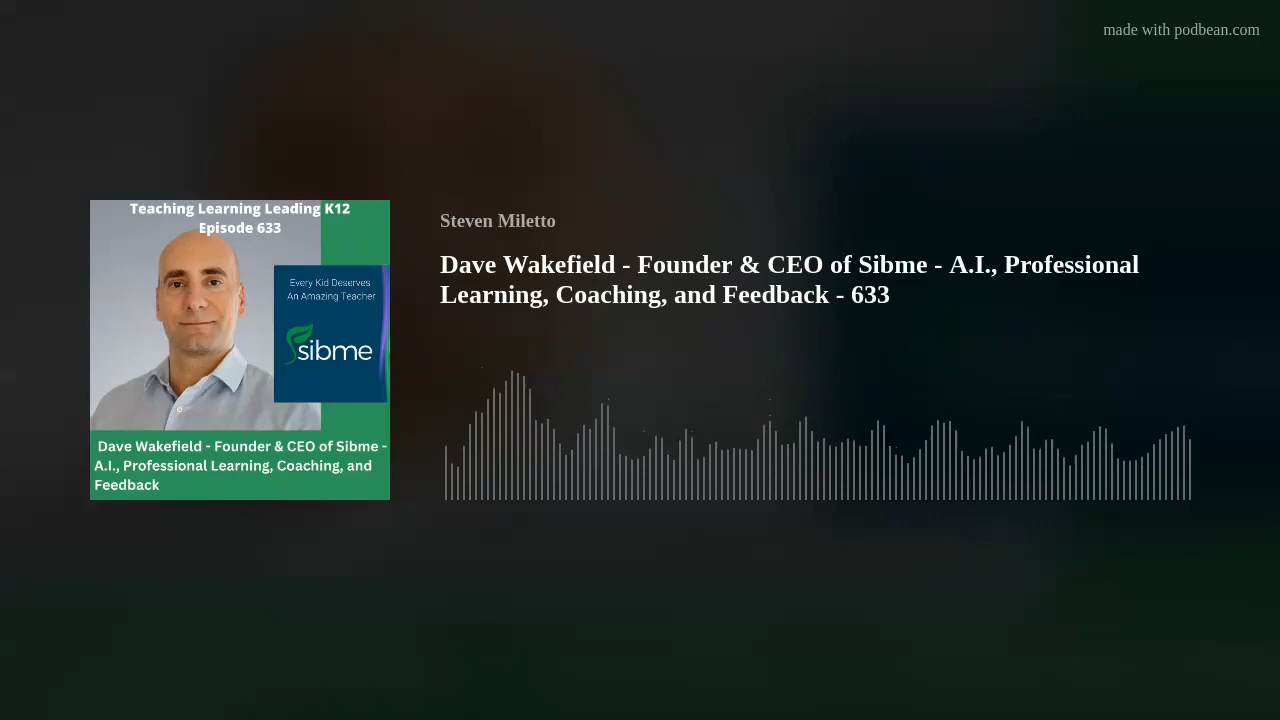 made with podbean.com
Teaching Learning Leading K12
Episode 633
Every Kid Deserves
An Amazing Teacher
sibme
Dave Wakefield - Founder & CEO of Sibme -
A.I., Professional Learning, Coaching, and
Feedback
Steven Miletto
Dave Wakefield - Founder & CEO of Sibme - A.I., Professional
Learning, Coaching, and Feedback - 633